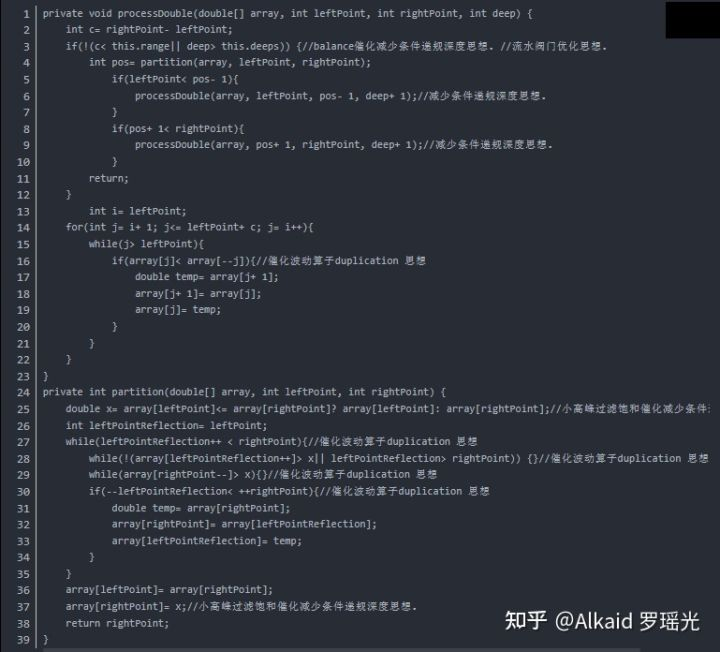 1 private void processDouble(double[] array, int leftPoint, int rightPoint, int deep) {
2 int c= rightPoint- leftPoint;
3 if(!(c< this.range|| deep> this.deeps)) {//balance催化减少条件递规深度思想. //流水阀门优化思想.
4 int pos= partition(array, leftPoint, rightPoint);
5 if(leftPoint< pos- 1){
6 processDouble(array, leftPoint, pos- 1, deep+ 1);//减少条件递规深度思想.
7 }
8 if(pos+ 1< rightPoint){
9 processDouble(array, pos+ 1, rightPoint, deep+ 1);//减少条件递规深度思想.
10 }
11 return;
12 }
13 int i= leftPoint;
14 for(int j= i+ 1; j<= leftPoint+ c; j= i++){
15 while(j> leftPoint){
16 if(array[j]< array[--j]){//催化波动算子duplication 思想
17 double temp= array[j+ 1];
18 array[j+ 1]= array[j];
19 array[j]= temp;
20 }
21 }
22 }
23 }
24 private int partition(double[] array, int leftPoint, int rightPoint) {
25 double x= array[leftPoint]<= array[rightPoint]? array[leftPoint]: array[rightPoint];//小高峰过滤饱和催化减少条件
26 int leftPointReflection= leftPoint;
27 while(leftPointReflection++ < rightPoint){//催化波动算子duplication 思想
28 while(!(array[leftPointReflection++]> x|| leftPointReflection> rightPoint)) {}//催化波动算子duplication 思想
29 while(array[rightPoint--]> x){}//催化波动算子duplication 思想
30 if(--leftPointReflection< ++rightPoint){//催化波动算子duplication 思想
31 double temp= array[rightPoint];
32 array[rightPoint]= array[leftPointReflection];
33 array[leftPointReflection]= temp;
34 }
35 }
36 array[leftPoint]= array[rightPoint];
37 array[rightPoint]= x;//小高峰过滤饱和催化减少条件递规深度思想.
38 return rightPoint;
39 }
知乎 @Alkaid 罗瑶光